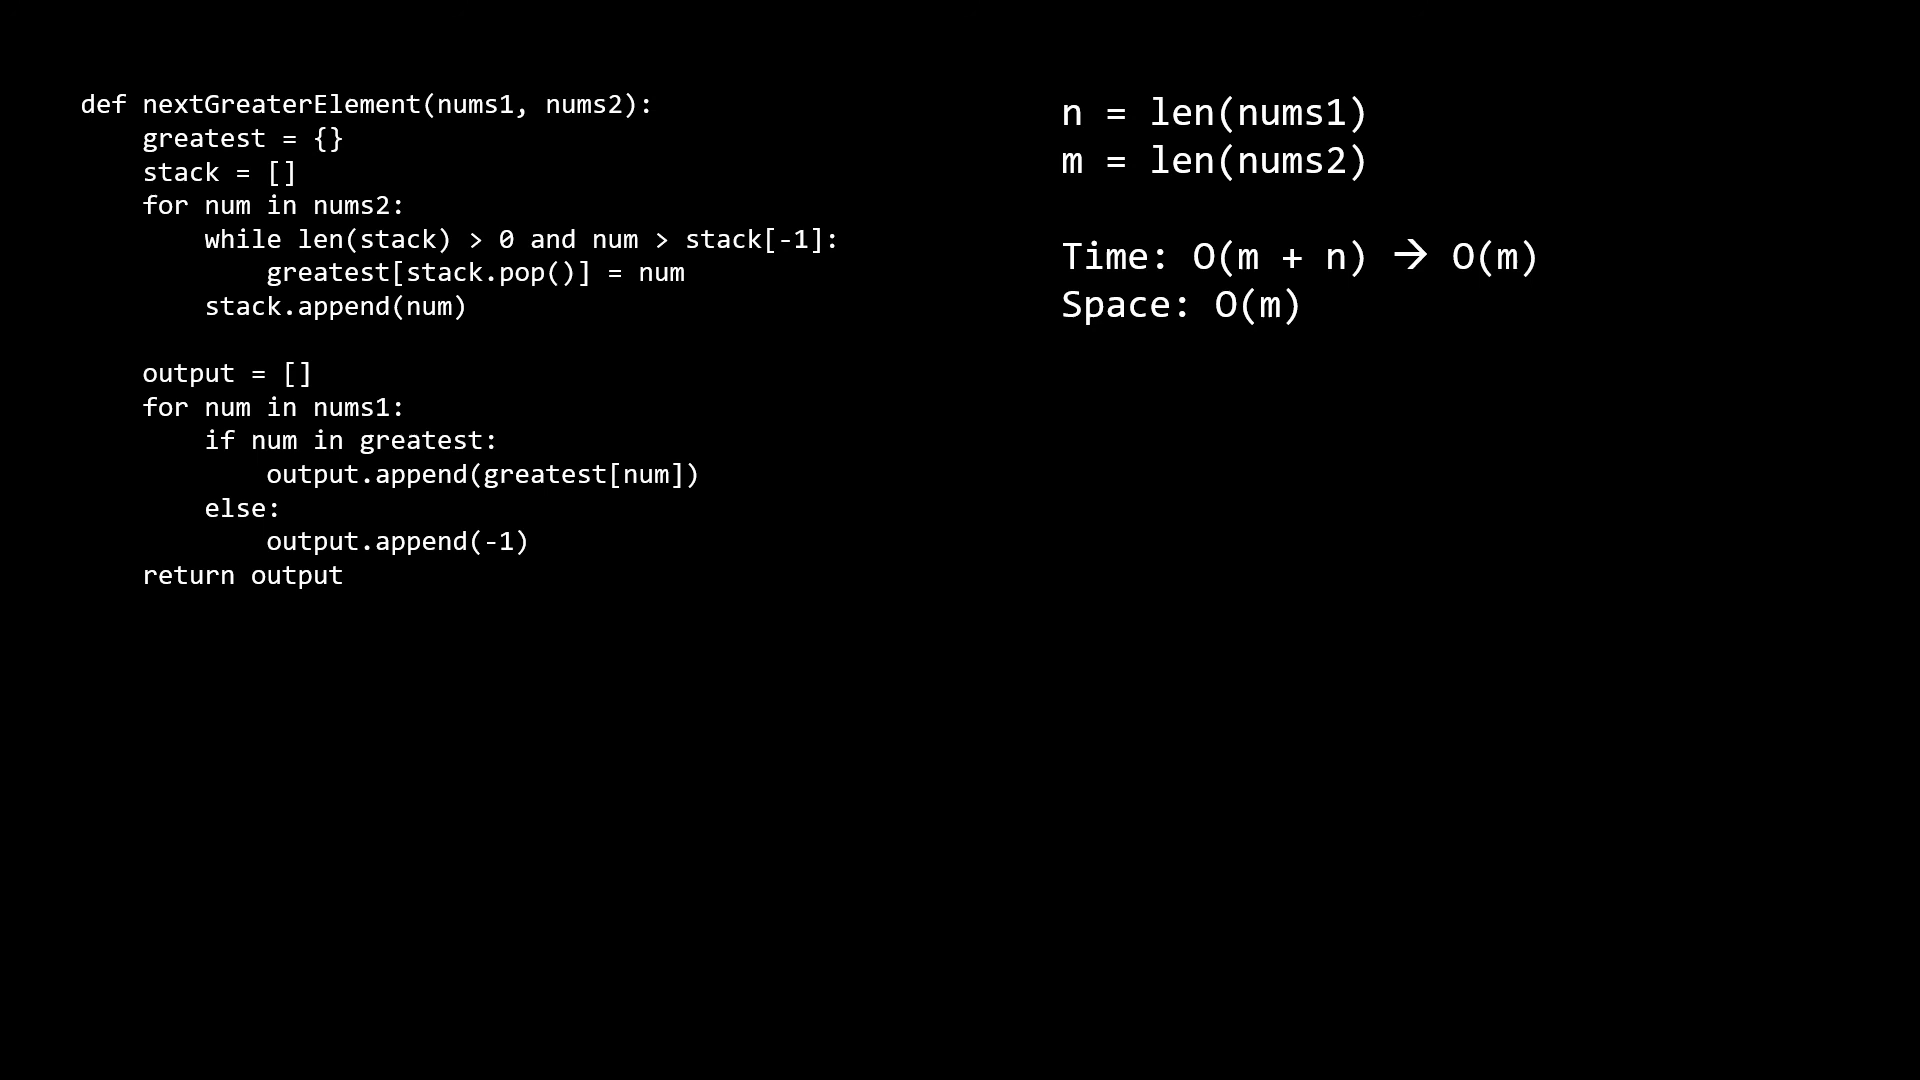 def nextGreaterElement(nums1, nums2):
    greatest = {}
    stack = []
    for num in nums2:
        while len(stack) > 0 and num > stack[-1]:
            greatest[stack.pop()] = num
        stack.append(num)

    output = []
    for num in nums1:
        if num in greatest:
            output.append(greatest[num])
        else:
            output.append(-1)
    return output
n = len(nums1)
m = len(nums2)
Time: O(m + n) → O(m)
Space: O(m)